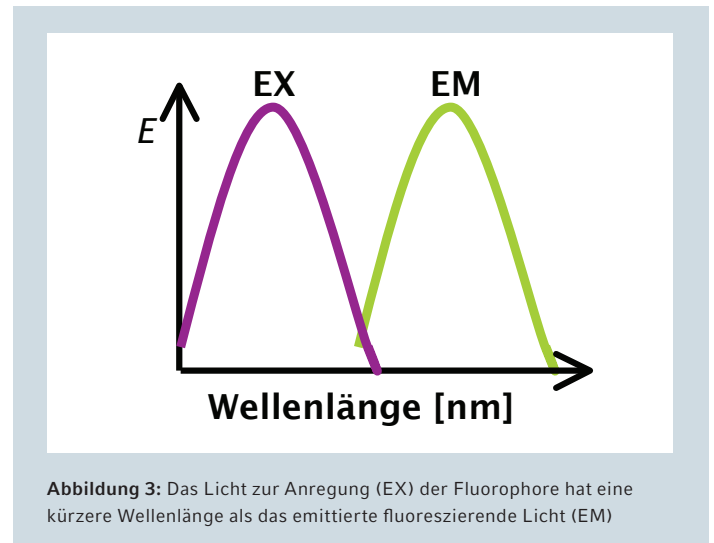 EX
EM
E
Wellenlänge [nm]
Abbildung 3: Das Licht zur Anregung (EX) der Fluorophore hat eine
kürzere Wellenlänge als das emittierte fluoreszierende Licht (EM)